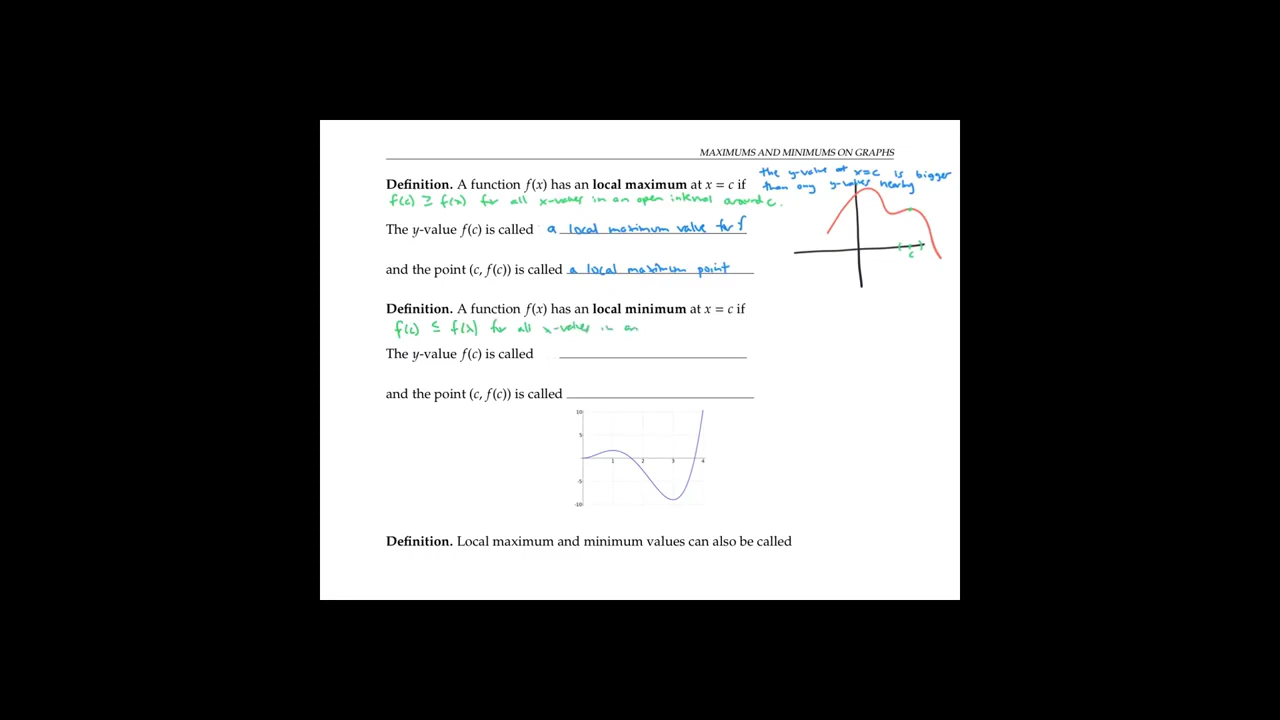 MAXIMUMS AND MINIMUMS ON GRAPHS
the y-value at x=c is bigger
than any y-values nearby
Definition. A function f(x) has an local maximum at x = c if
f(c) ≥ f(x) for all x-values in an open interval around c.
The y-value f(c) is called a local maximum value for f
and the point (c, f(c)) is called a local maximum point
c
Definition. A function f(x) has an local minimum at x = c if
f(c) ≤ f(x) for all x-values in an
The y-value f(c) is called
and the point (c, f(c)) is called
10
5
1 2 3 4
-5
-10
Definition. Local maximum and minimum values can also be called